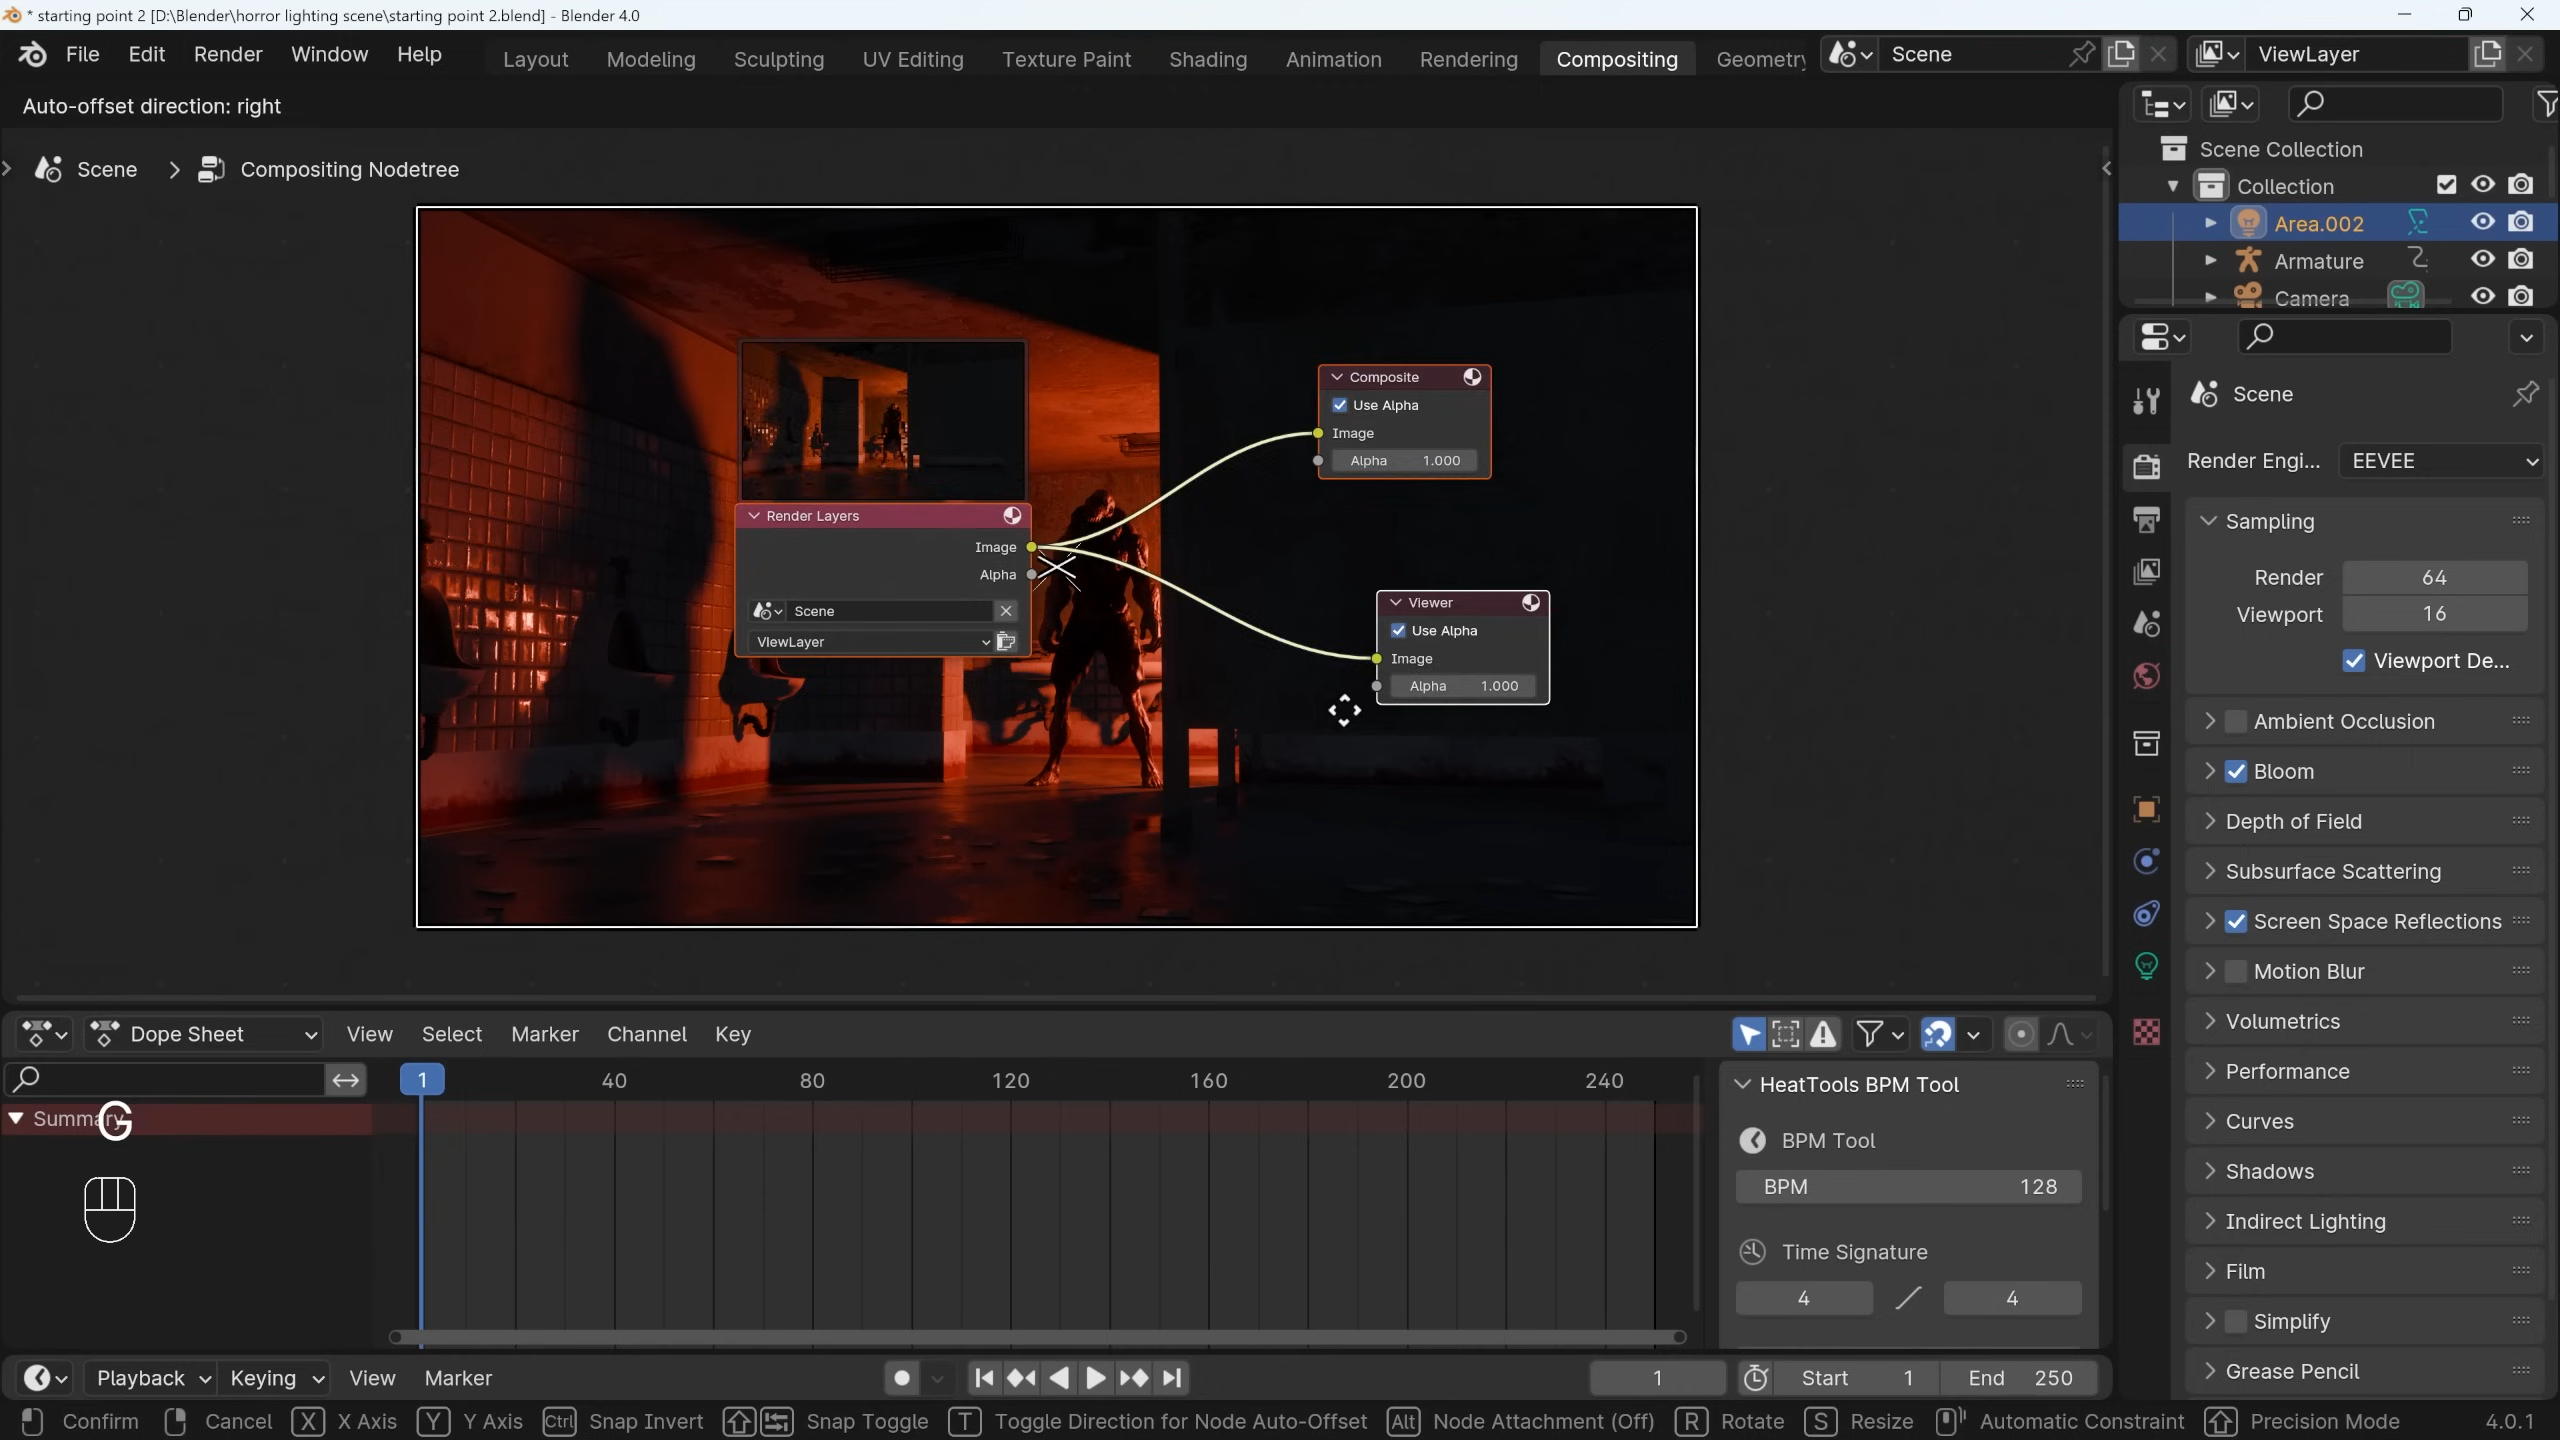 * starting point 2 [D:\Blender\horror lighting scene\starting point 2.blend] - Blender 4.0
File Edit Render Window Help Layout Modeling Sculpting UV Editing Texture Paint Shading Animation Rendering Compositing Geometry Scene ViewLayer
Auto-offset direction: right
Scene > Compositing Nodetree
Scene Collection
Collection
Area.002
Armature
Camera
Composite
Use Alpha
Image
Alpha 1.000
Render Layers
Image
Alpha
Scene
ViewLayer
Viewer
Use Alpha
Image
Alpha 1.000
Scene
Render Engi... EEVEE
Sampling
Render 64
Viewport 16
Viewport De...
Ambient Occlusion
Bloom
Depth of Field
Subsurface Scattering
Screen Space Reflections
Motion Blur
Volumetrics
Performance
Curves
Shadows
Indirect Lighting
Film
Simplify
Grease Pencil
Dope Sheet View Select Marker Channel Key
1 40 80 120 160 200 240
Summary
G
HeatTools BPM Tool
BPM Tool
BPM 128
Time Signature
4 4
Playback Keying View Marker 1 Start 1 End 250
Confirm Cancel X X Axis Y Y Axis Ctrl Snap Invert Snap Toggle T Toggle Direction for Node Auto-Offset Alt Node Attachment (Off) R Rotate S Resize Automatic Constraint Precision Mode 4.0.1